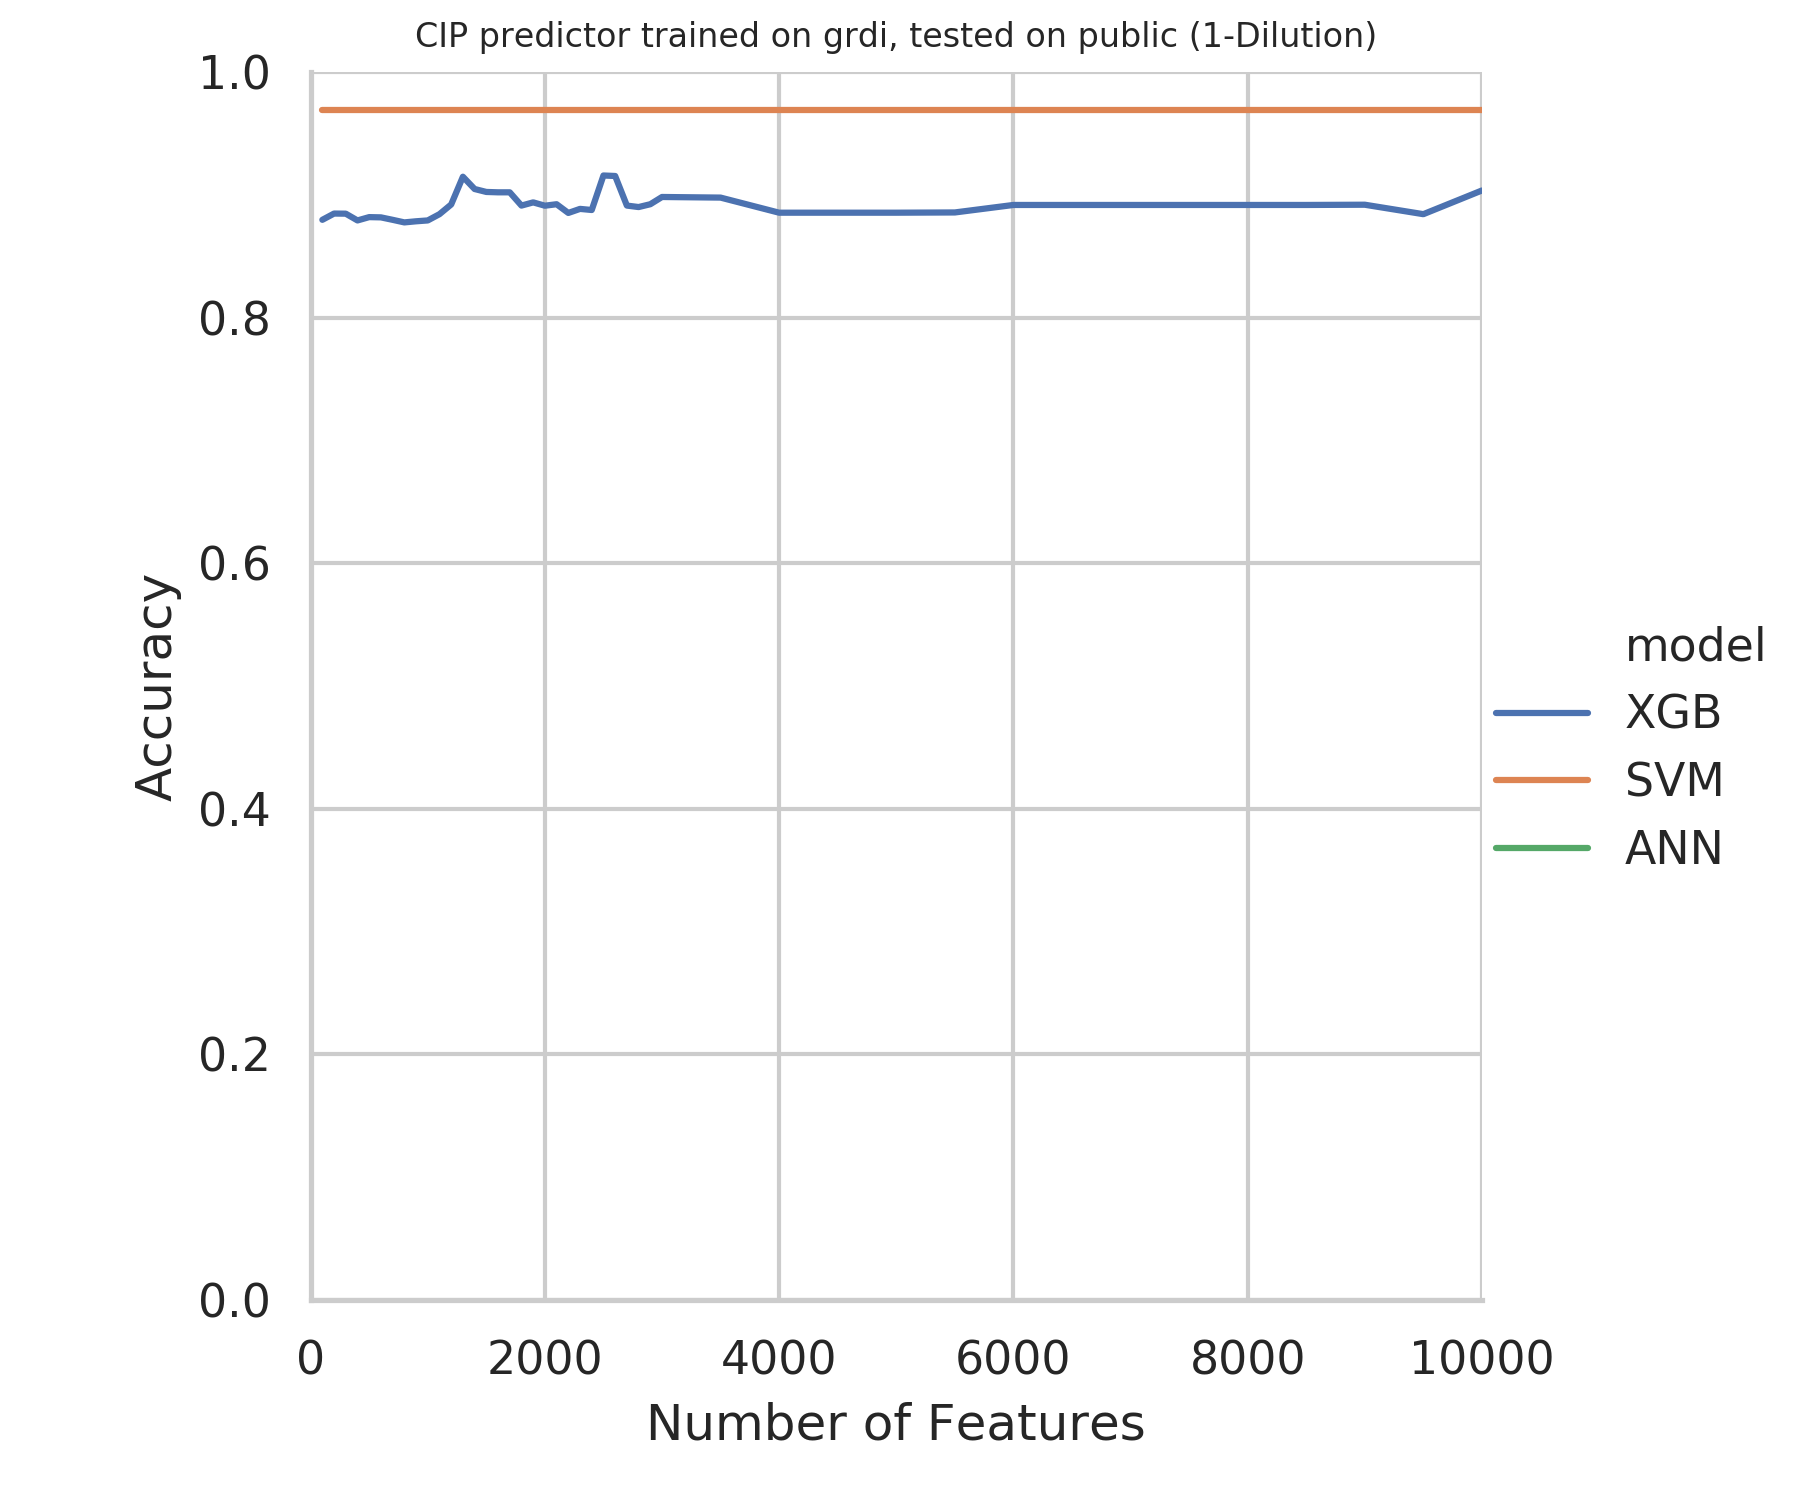 CIP predictor trained on grdi, tested on public (1-Dilution)
1.0
0.8
0.6
0.4
0.2
0.0
Accuracy
0 2000 4000 6000 8000 10000
Number of Features
model
XGB
SVM
ANN